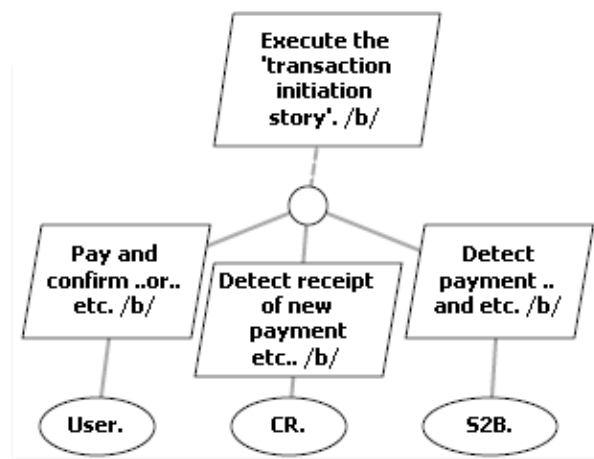 Execute the
'transaction
initiation
story'. /b/
Pay and
confirm ..or..
etc. /b/
Detect receipt
of new
payment
etc.. /b/
Detect
payment ..
and etc. /b/
User.
CR.
S2B.